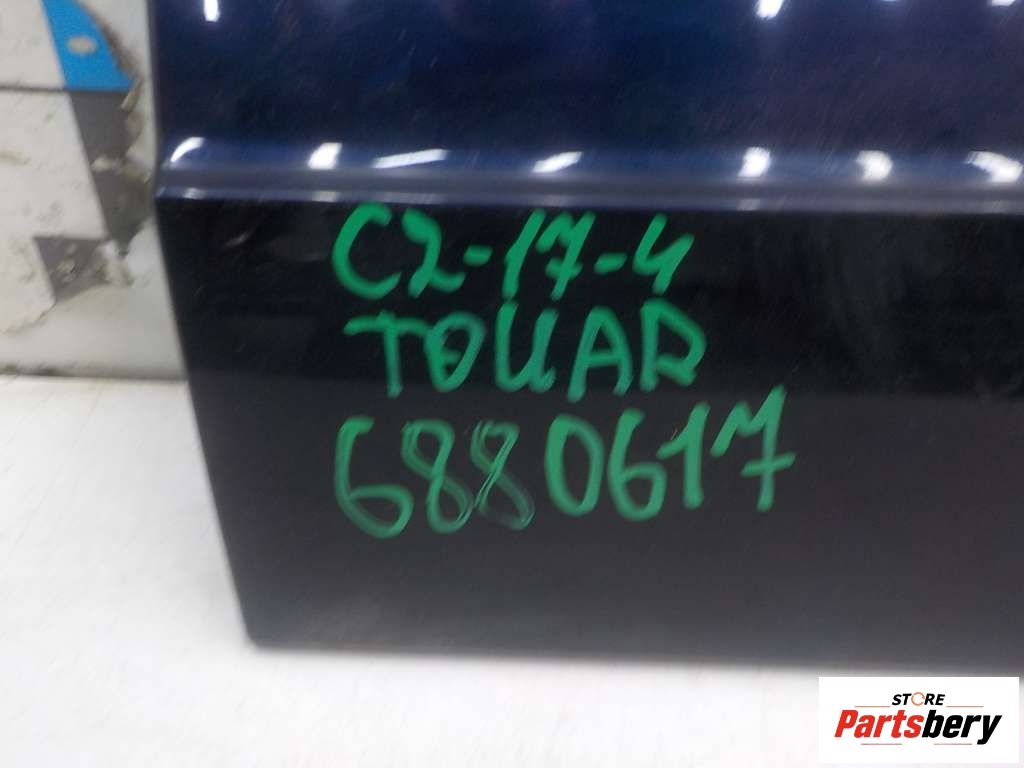 C2-17-4
TOUAR
6880617
STORE
Partsbery